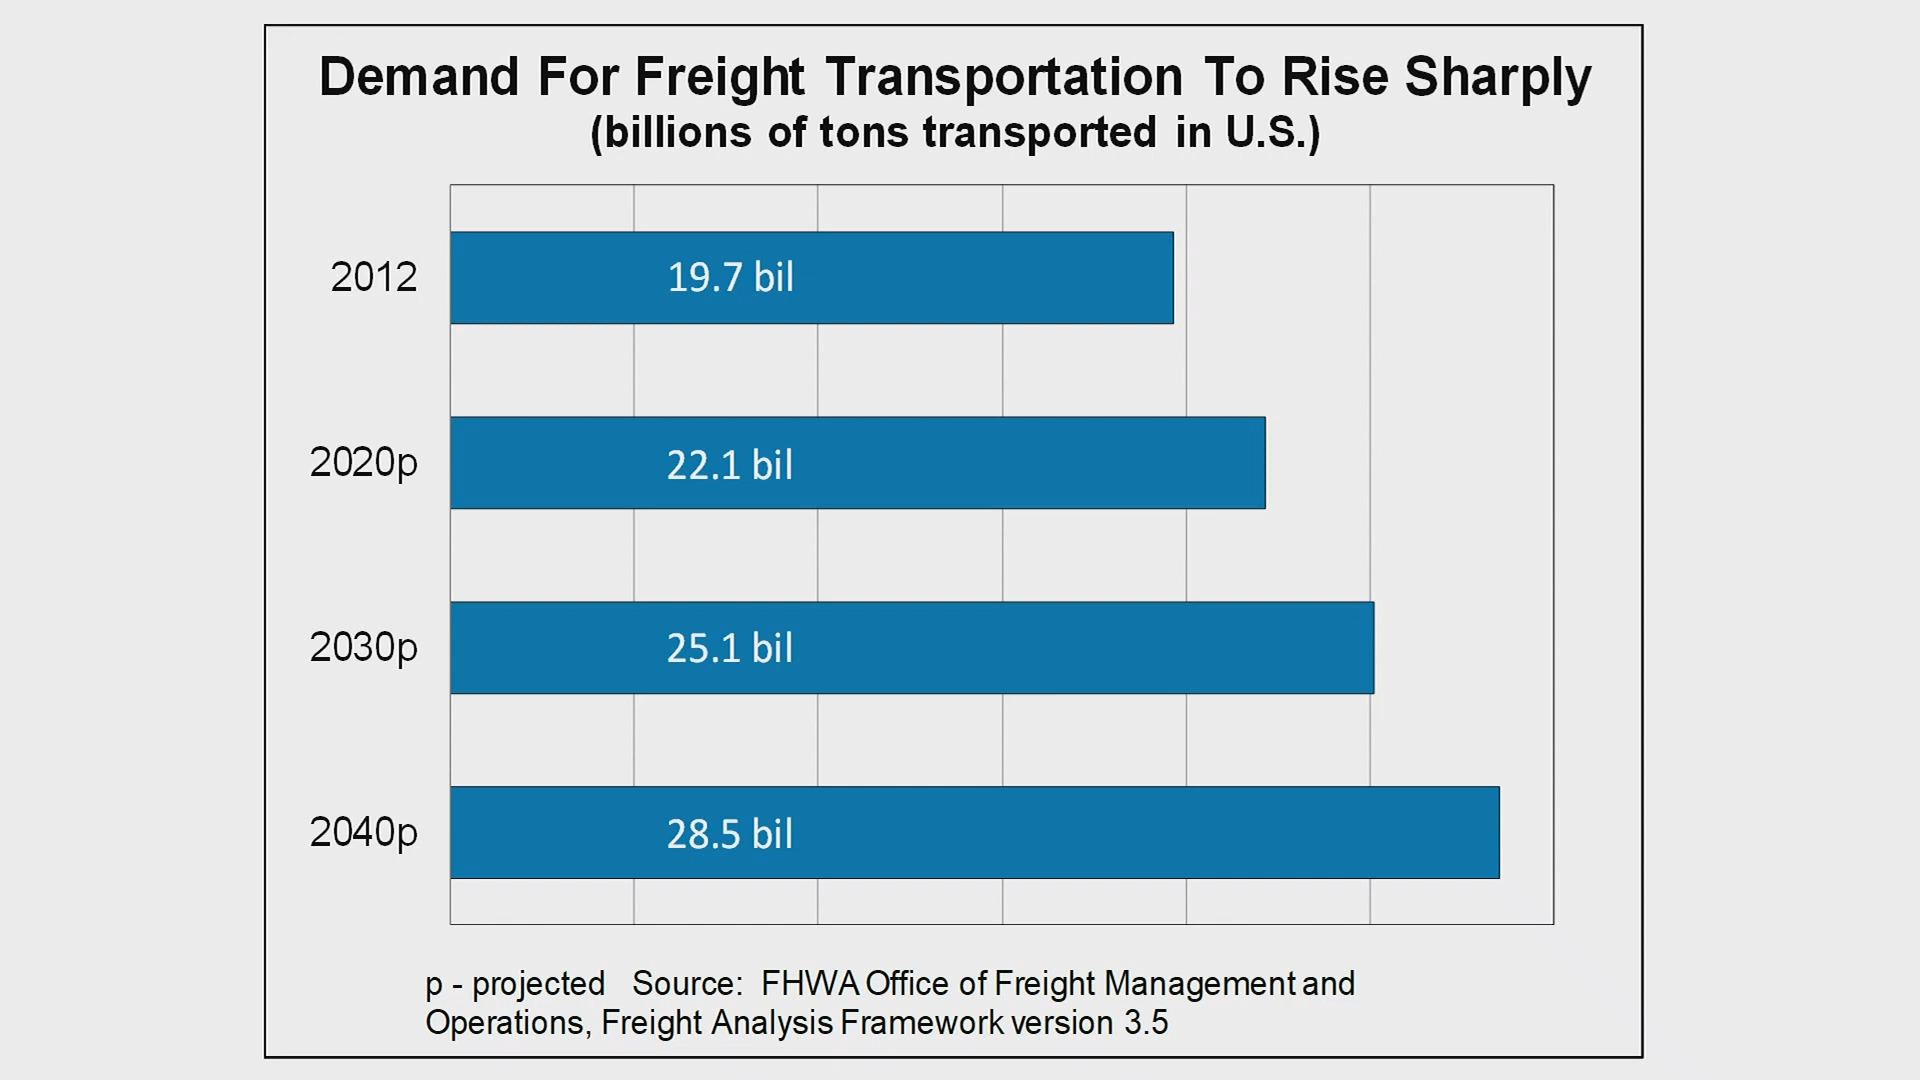 Demand For Freight Transportation To Rise Sharply
(billions of tons transported in U.S.)
2012
19.7 bil
2020p
22.1 bil
2030p
25.1 bil
2040p
28.5 bil
p - projected   Source:  FHWA Office of Freight Management and
Operations, Freight Analysis Framework version 3.5